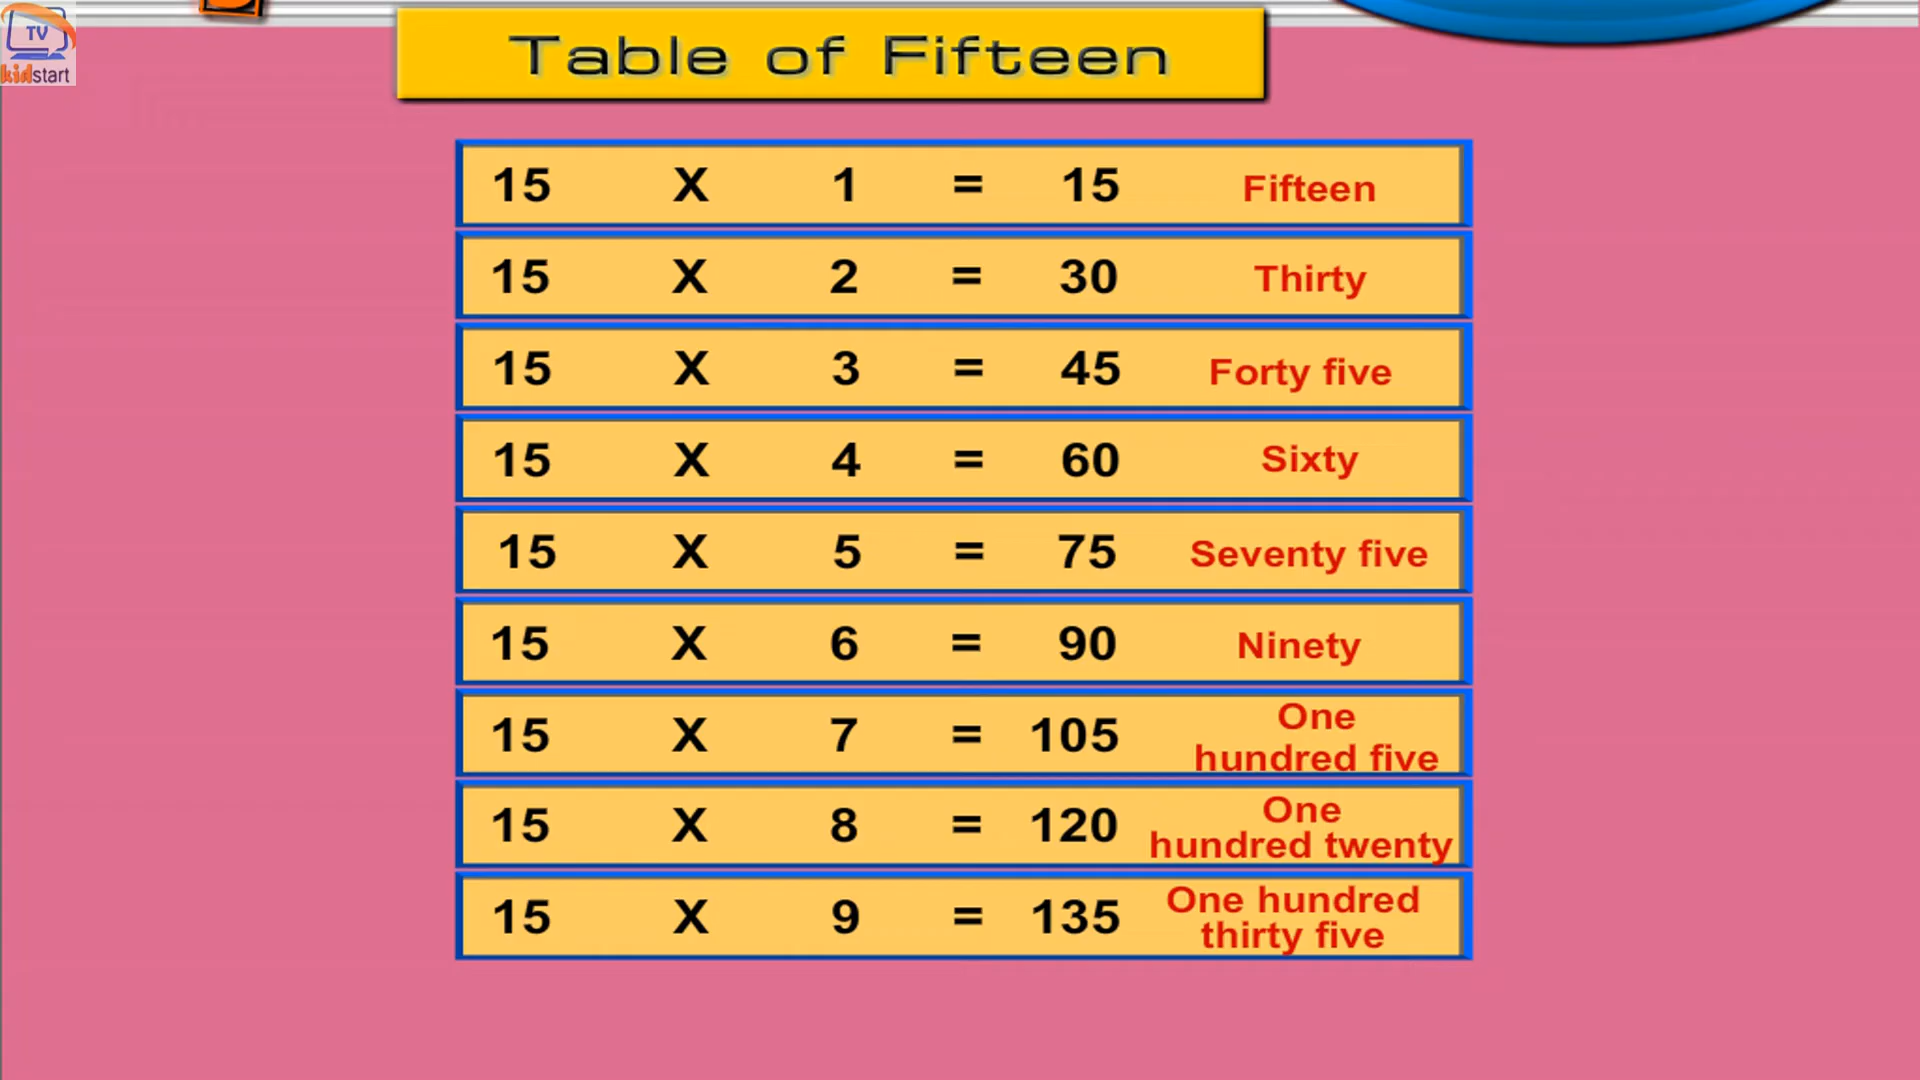 TV
kidstart
Table of Fifteen
15 X 1 = 15 Fifteen
15 X 2 = 30 Thirty
15 X 3 = 45 Forty five
15 X 4 = 60 Sixty
15 X 5 = 75 Seventy five
15 X 6 = 90 Ninety
15 X 7 = 105 One
hundred five
15 X 8 = 120 One
hundred twenty
15 X 9 = 135 One hundred
thirty five